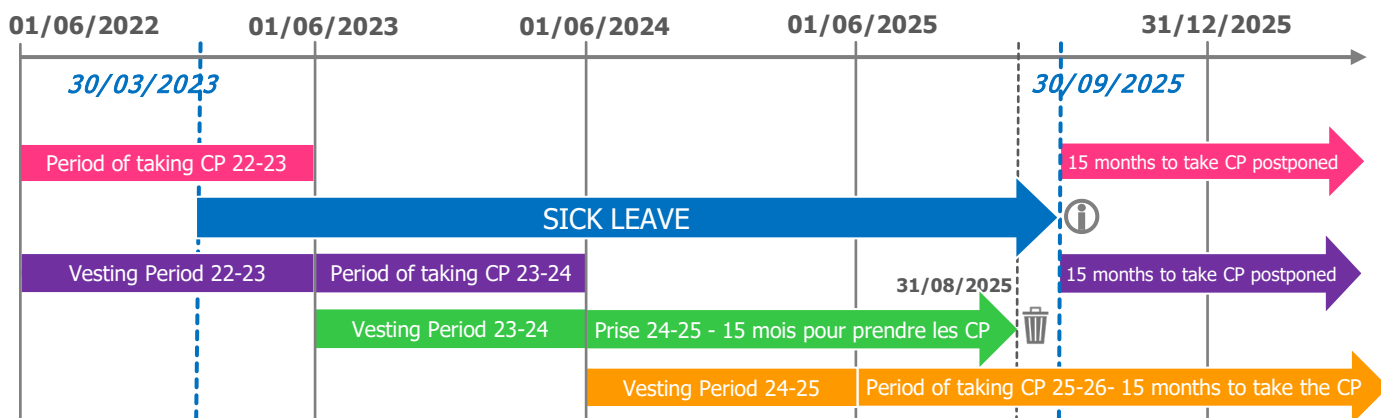 01/06/2022 01/06/2023 01/06/2024 01/06/2025 31/12/2025
30/03/2023 30/09/2025
Period of taking CP 22-23 15 months to take CP postponed
SICK LEAVE
Vesting Period 22-23 Period of taking CP 23-24 15 months to take CP postponed
31/08/2025
Vesting Period 23-24 Prise 24-25 - 15 mois pour prendre les CP
Vesting Period 24-25 Period of taking CP 25-26- 15 months to take the CP